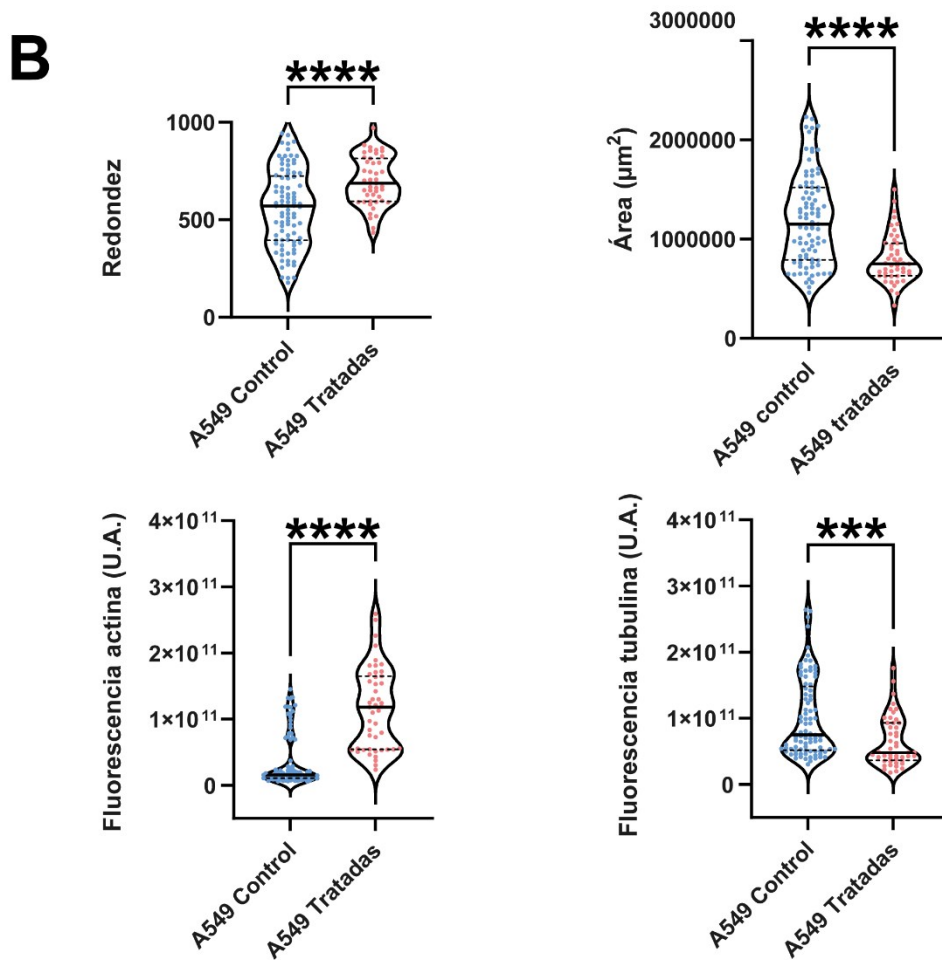 B
****
1000
500
0
Redondez
A549 Control
A549 Tratadas
****
3000000
2000000
1000000
0
Área (µm²)
A549 control
A549 tratadas
****
4×10¹¹
3×10¹¹
2×10¹¹
1×10¹¹
0
Fluorescencia actina (U.A.)
A549 Control
A549 Tratadas
***
4×10¹¹
3×10¹¹
2×10¹¹
1×10¹¹
0
Fluorescencia tubulina (U.A.)
A549 Control
A549 Tratadas